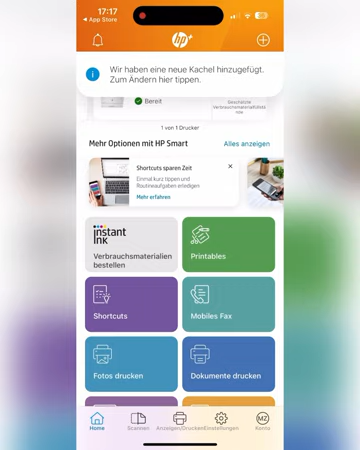 17:17
◀ App Store
hp
Wir haben eine neue Kachel hinzugefügt.
Zum Ändern hier tippen.
Bereit
1 von 1 Drucker
Mehr Optionen mit HP Smart
Alles anzeigen
Shortcuts sparen Zeit
Einmal kurz tippen und
Routineaufgaben erledigen
Mehr erfahren
instant
ink
Verbrauchsmaterialien
bestellen
Printables
Shortcuts
Mobiles Fax
Fotos drucken
Dokumente drucken
Home
Scannen
Anzeigen/Drucken
Einstellungen
MZ
Konto